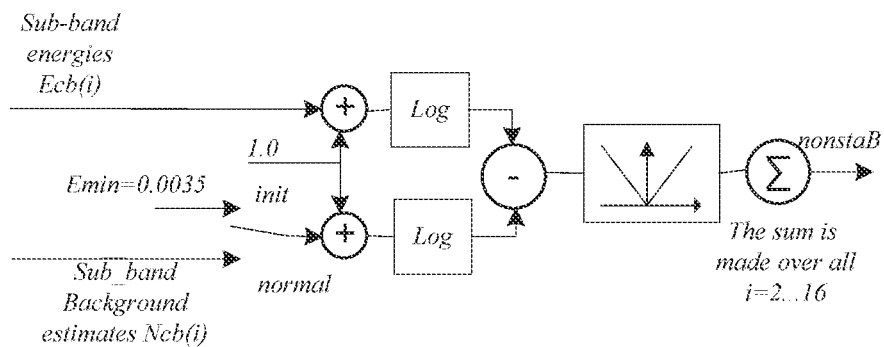 Sub-band
energies
Ecb(i)
+
Log
1.0
Emin=0.0035
init
-
nonstaB
Σ
+
Log
normal
Sub_band
Background
estimates Ncb(i)
The sum is
made over all
i=2...16